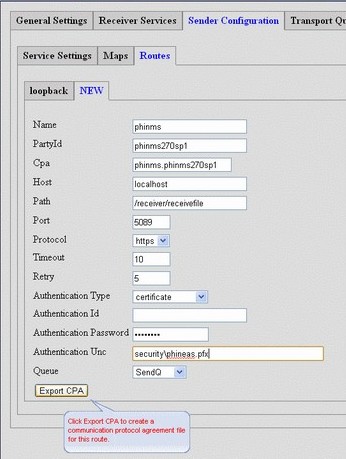 General Settings Receiver Services Sender Configuration Transport Qu
Service Settings Maps Routes
loopback NEW
Name phinms
PartyId phinms270sp1
Cpa phinms.phinms270sp1
Host localhost
Path /receiver/receivefile
Port 5089
Protocol https
Timeout 10
Retry 5
Authentication Type certificate
Authentication Id
Authentication Password ••••••••
Authentication Unc security\phineas.pfx
Queue SendQ
Export CPA
Click Export CPA to create a
communication protocol agreement file
for this route.